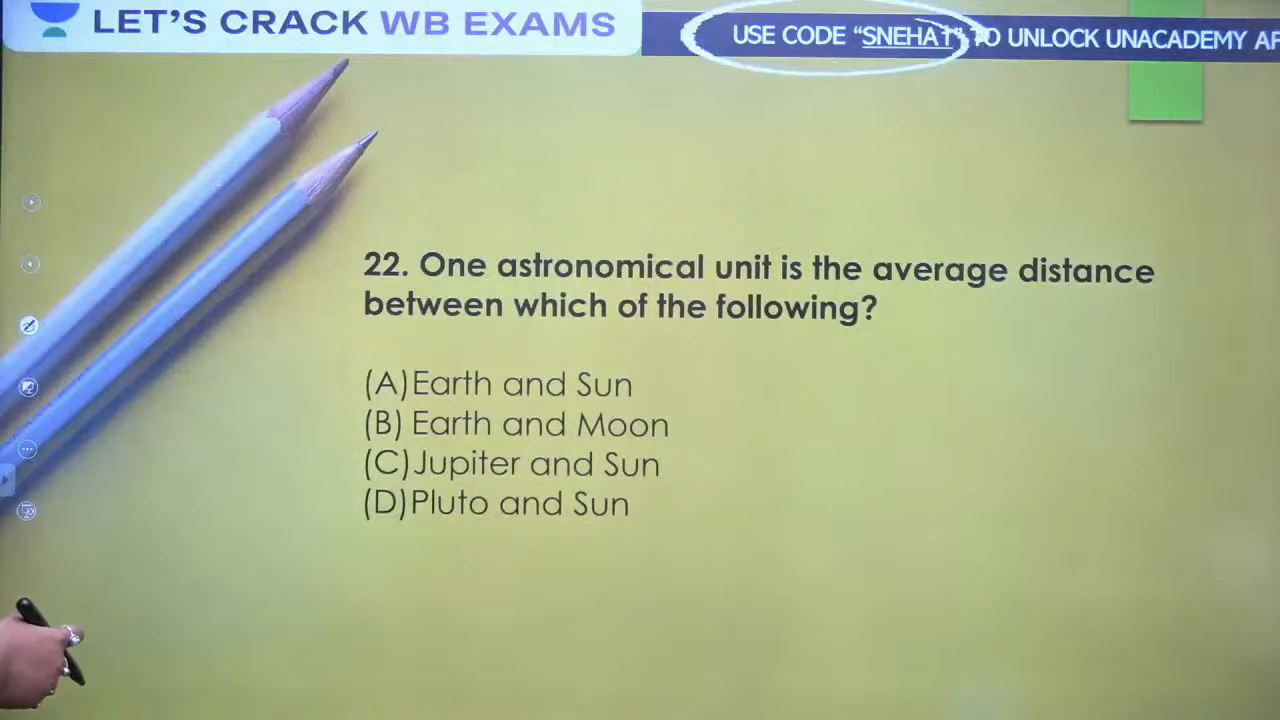 LET'S CRACK WB EXAMS
USE CODE “SNEHAT” TO UNLOCK UNACADEMY
22. One astronomical unit is the average distance
between which of the following?
(A) Earth and Sun
(B) Earth and Moon
(C) Jupiter and Sun
(D) Pluto and Sun